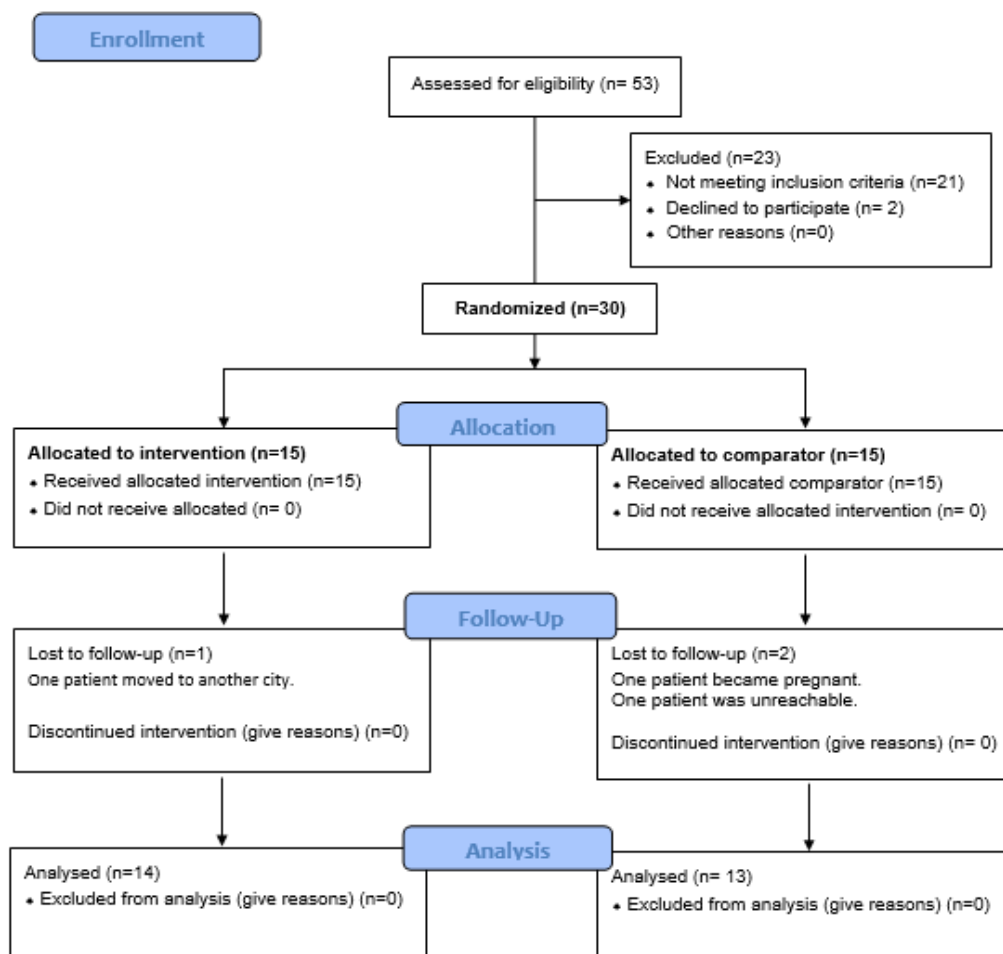 Enrollment
Assessed for eligibility (n= 53)
Excluded (n=23)
• Not meeting inclusion criteria (n=21)
• Declined to participate (n= 2)
• Other reasons (n=0)
Randomized (n=30)
Allocation
Allocated to intervention (n=15)
• Received allocated intervention (n=15)
• Did not receive allocated (n= 0)
Allocated to comparator (n=15)
• Received allocated comparator (n=15)
• Did not receive allocated intervention (n= 0)
Follow-Up
Lost to follow-up (n=1)
One patient moved to another city.
Discontinued intervention (give reasons) (n=0)
Lost to follow-up (n=2)
One patient became pregnant.
One patient was unreachable.
Discontinued intervention (give reasons) (n= 0)
Analysis
Analysed (n=14)
• Excluded from analysis (give reasons) (n=0)
Analysed (n= 13)
• Excluded from analysis (give reasons) (n=0)